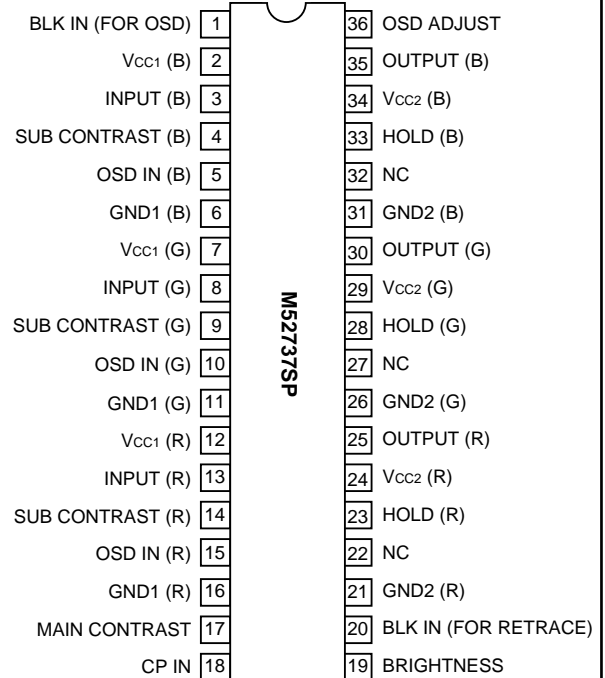 BLK IN (FOR OSD) 1 36 OSD ADJUST
VCC1 (B) 2 35 OUTPUT (B)
INPUT (B) 3 34 VCC2 (B)
SUB CONTRAST (B) 4 33 HOLD (B)
OSD IN (B) 5 32 NC
GND1 (B) 6 31 GND2 (B)
VCC1 (G) 7 30 OUTPUT (G)
INPUT (G) 8 29 VCC2 (G)
SUB CONTRAST (G) 9 28 HOLD (G)
OSD IN (G) 10 27 NC
GND1 (G) 11 26 GND2 (G)
VCC1 (R) 12 25 OUTPUT (R)
INPUT (R) 13 24 VCC2 (R)
SUB CONTRAST (R) 14 23 HOLD (R)
OSD IN (R) 15 22 NC
GND1 (R) 16 21 GND2 (R)
MAIN CONTRAST 17 20 BLK IN (FOR RETRACE)
CP IN 18 19 BRIGHTNESS
M52737SP